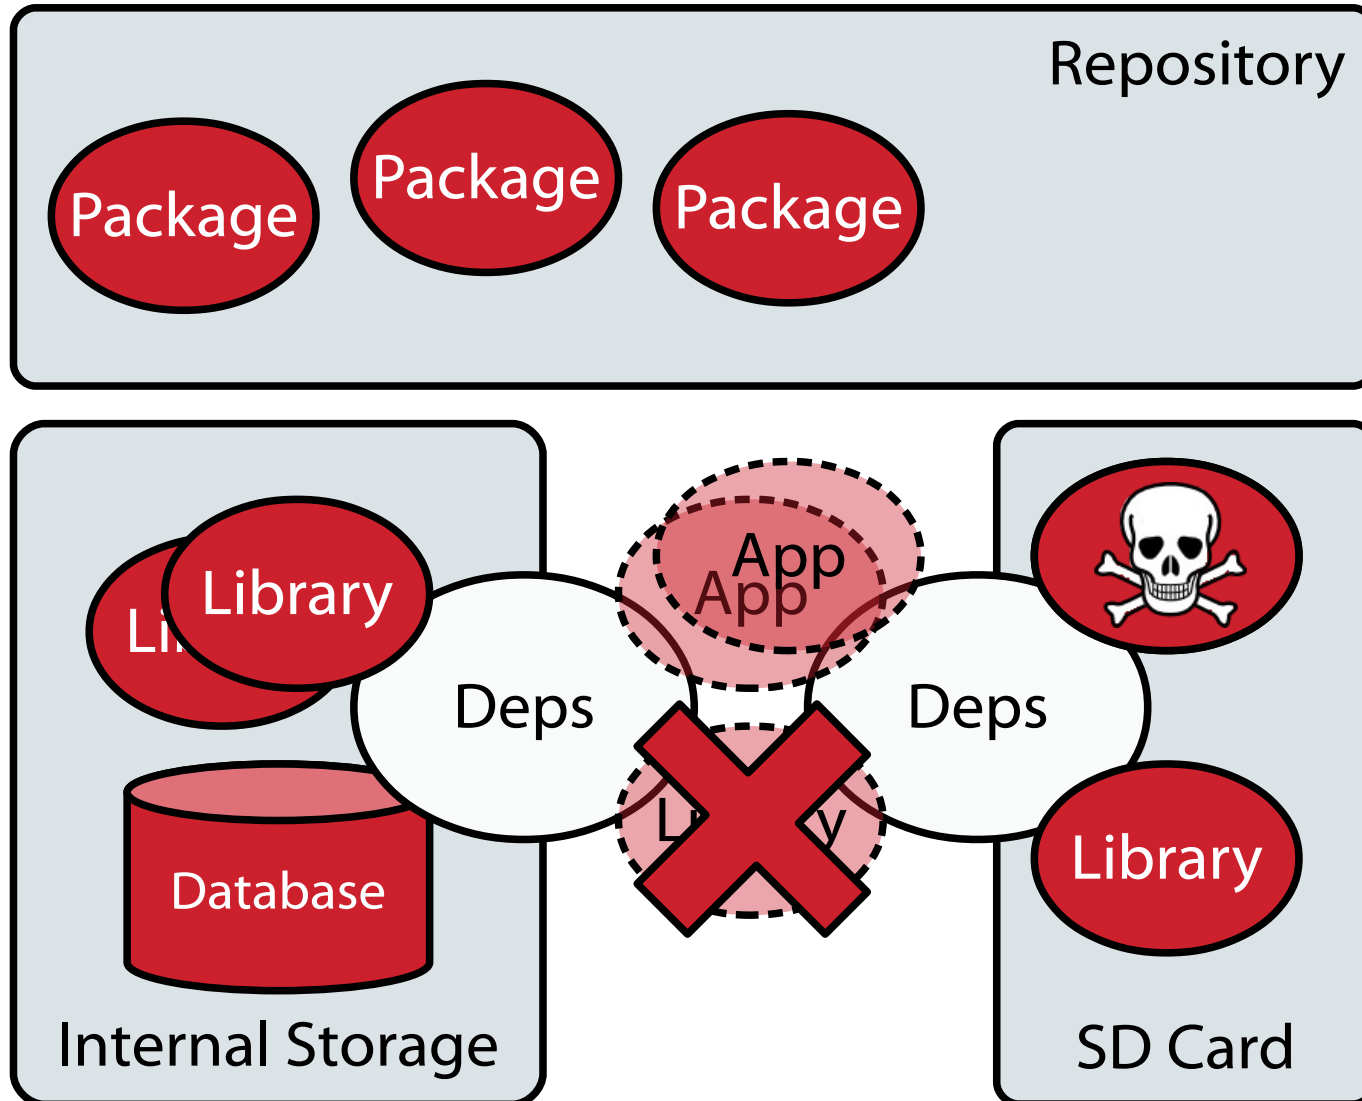 Repository
Package
Package
Package
App
App
Library
Deps
Deps
Library
Database
Internal Storage
SD Card